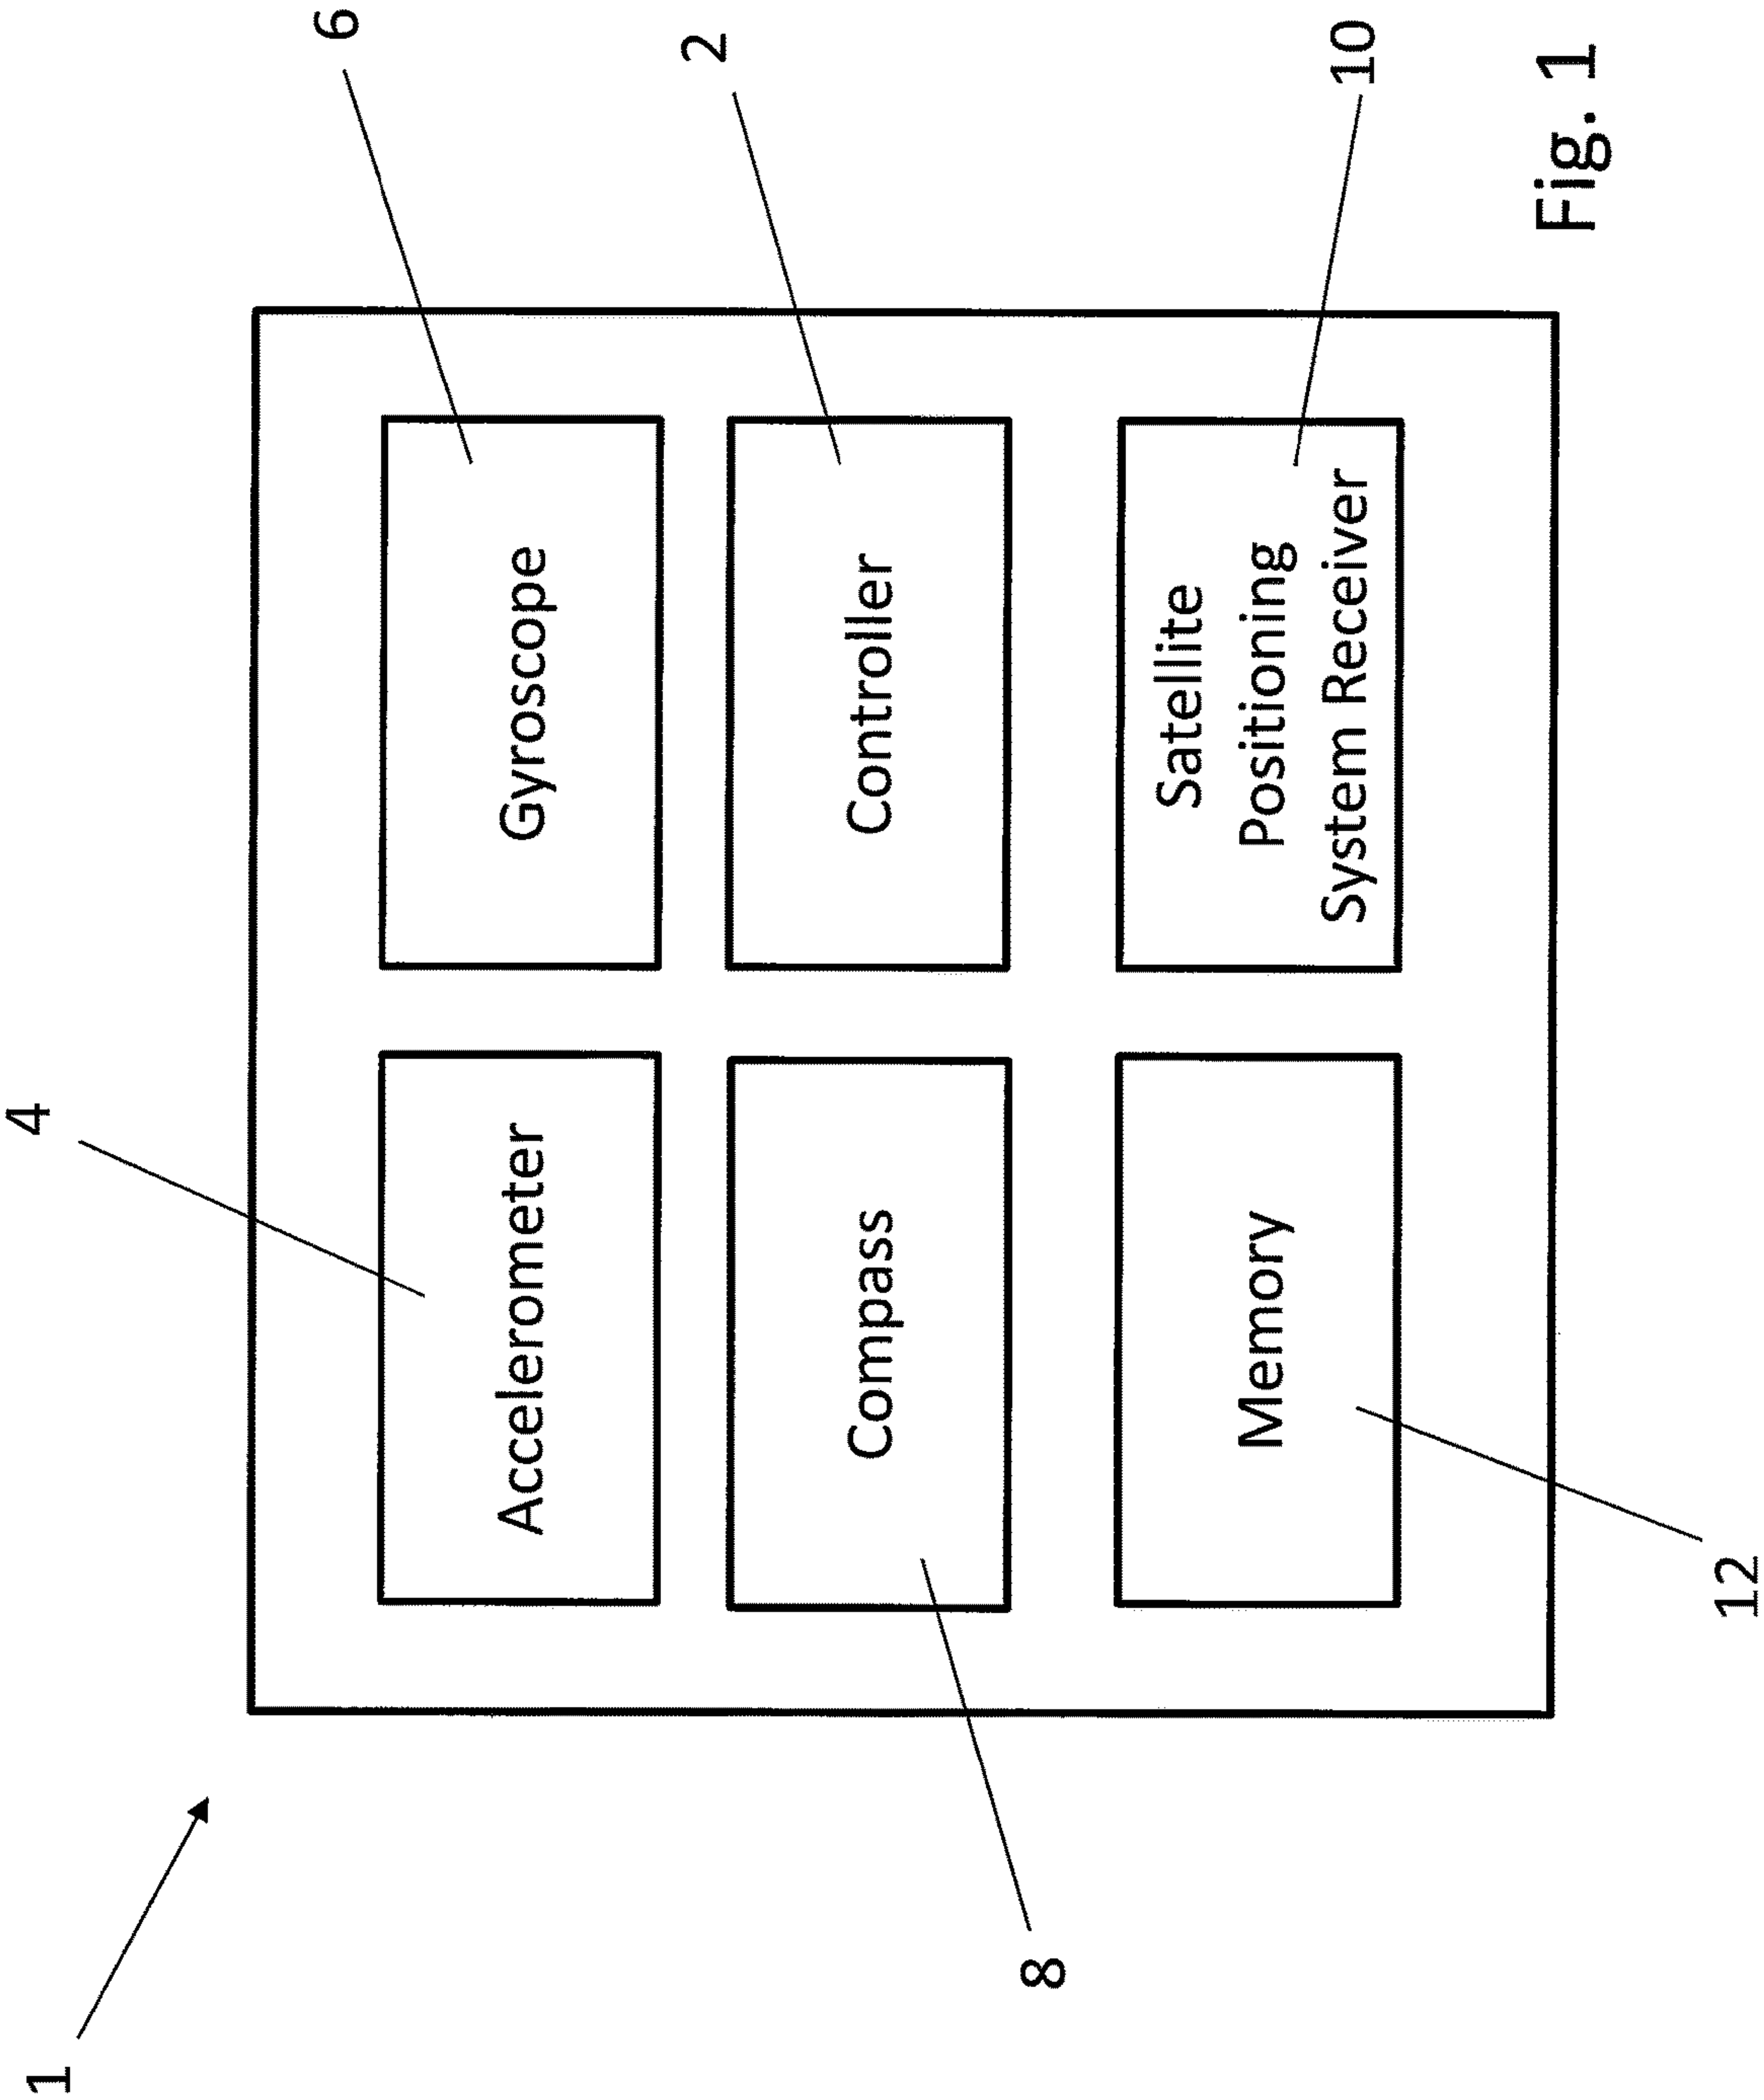 1
4
6
Accelerometer
Gyroscope
2
Compass
Controller
8
Memory
Satellite
Positioning
System Receiver
10
12
Fig. 1